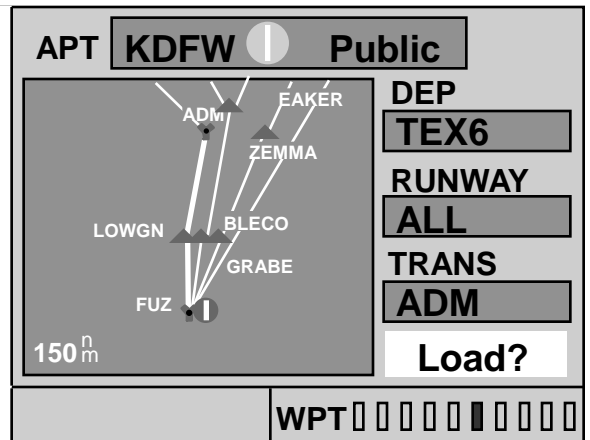 APT KDFW Public
DEP
TEX6
RUNWAY
ALL
TRANS
ADM
Load?
ADM
EAKER
ZEMMA
LOWGN
BLECO
GRABE
FUZ
150 nm
WPT